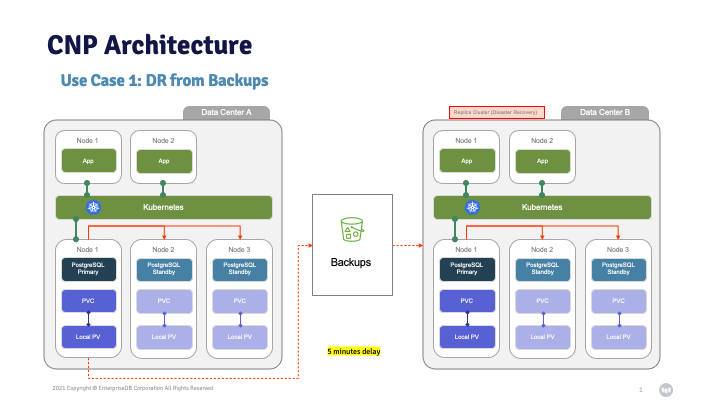 CNP Architecture
Use Case 1: DR from Backups
Data Center A
Node 1
Node 2
App
App
Kubernetes
Node 1
Node 2
Node 3
PostgreSQL
Primary
PostgreSQL
Standby
PostgreSQL
Standby
PVC
PVC
PVC
Local PV
Local PV
Local PV
Backups
5 minutes delay
Replica Cluster (Disaster Recovery)
Data Center B
Node 1
Node 2
App
App
Kubernetes
Node 1
Node 2
Node 3
PostgreSQL
Primary
PostgreSQL
Standby
PostgreSQL
Standby
PVC
PVC
PVC
Local PV
Local PV
Local PV
2021 Copyright © EnterpriseDB Corporation All Rights Reserved
1